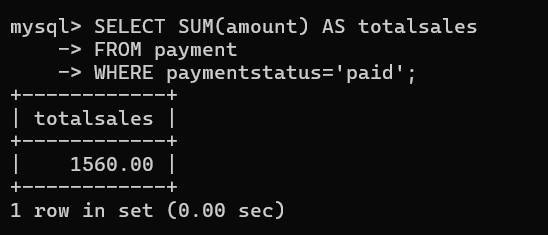 mysql> SELECT SUM(amount) AS totalsales
    -> FROM payment
    -> WHERE paymentstatus='paid';
+------------+
| totalsales |
+------------+
|    1560.00 |
+------------+
1 row in set (0.00 sec)